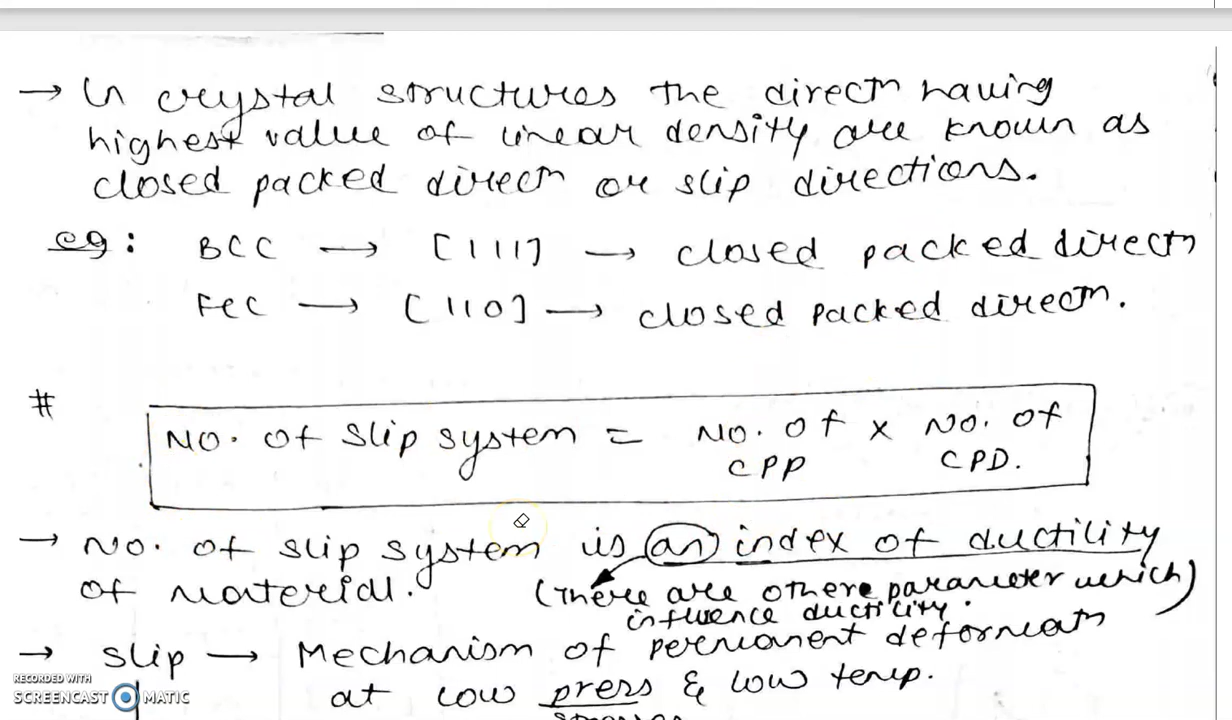 → In crystal structures the directn having
highest value of linear density are known as
closed packed directn or slip directions.
eg : BCC → [111] → closed packed directn
FCC → [110] → closed packed directn.
#
No. of slip system = No. of CPP × No. of CPD.
→ No. of slip system is an index of ductility
of material. (There are othere parameter which
influence ductility.)
→ slip → Mechanism of permanent deformatn
at low press & low temp.
RECORDED WITH
SCREENCAST MATIC